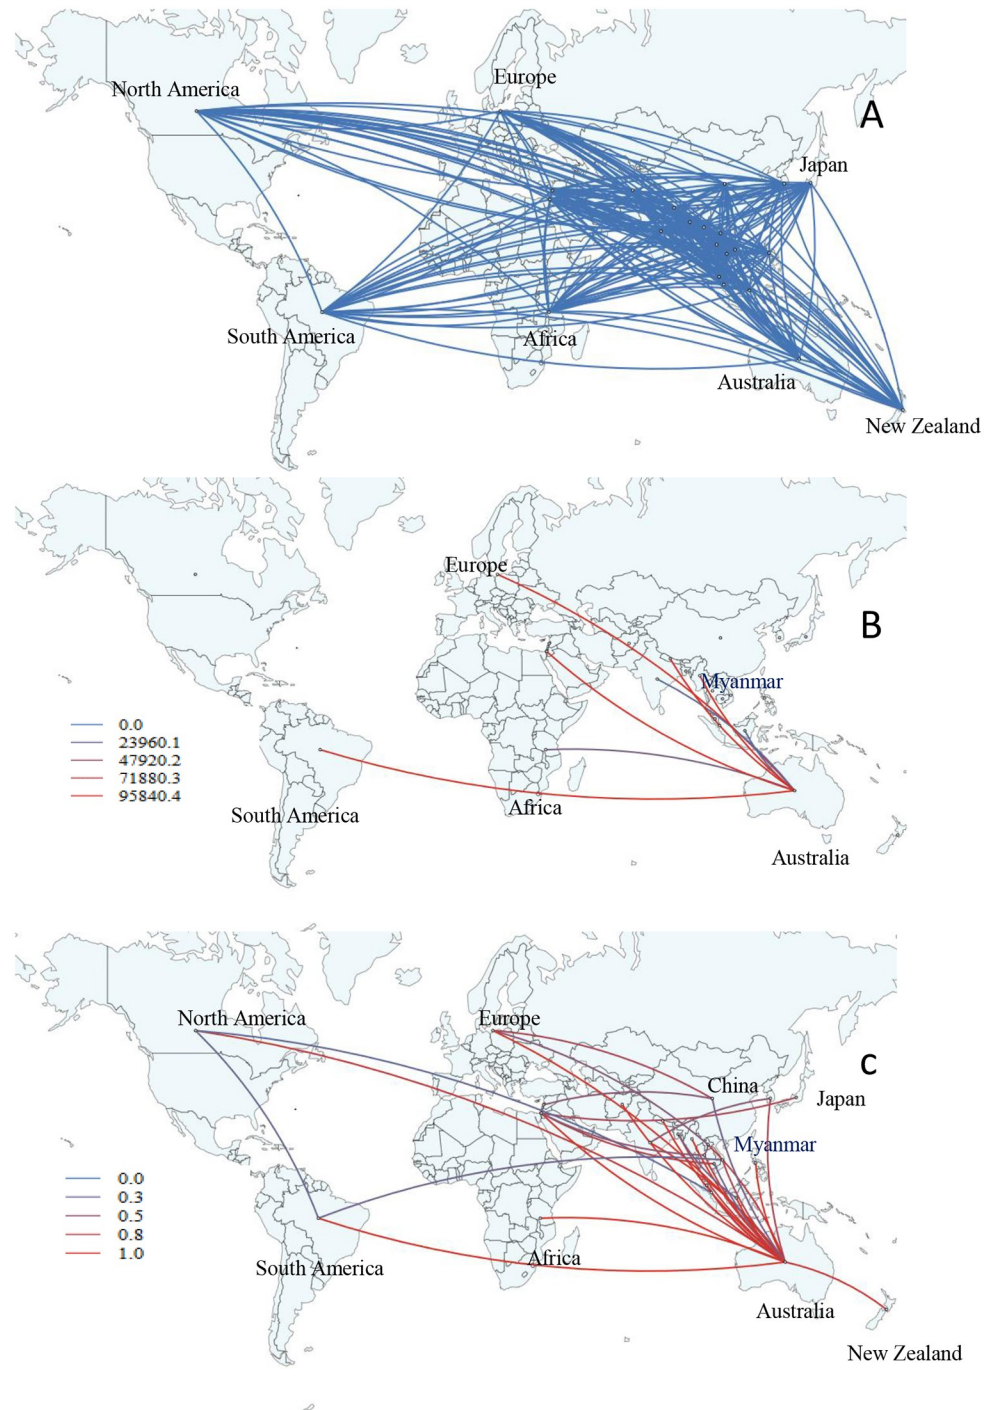 Europe
North America
A
Japan
South America
Africa
Australia
New Zealand
Europe
B
Myanmar
0.0
23960.1
47920.2
71880.3
95840.4
South America
Africa
Australia
North America
Europe
c
China
Japan
Myanmar
0.0
0.3
0.5
0.8
1.0
South America
Africa
Australia
New Zealand